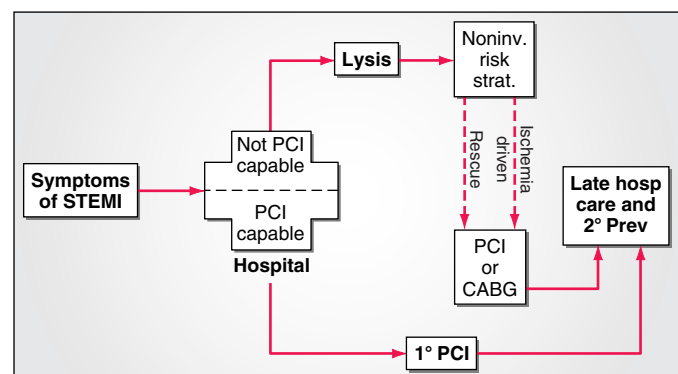 Symptoms
of STEMI
Not PCI
capable
PCI
capable
Hospital
Lysis
Noninv.
risk
strat.
Rescue
Ischemia
driven
PCI
or
CABG
1° PCI
Late hosp
care and
2° Prev